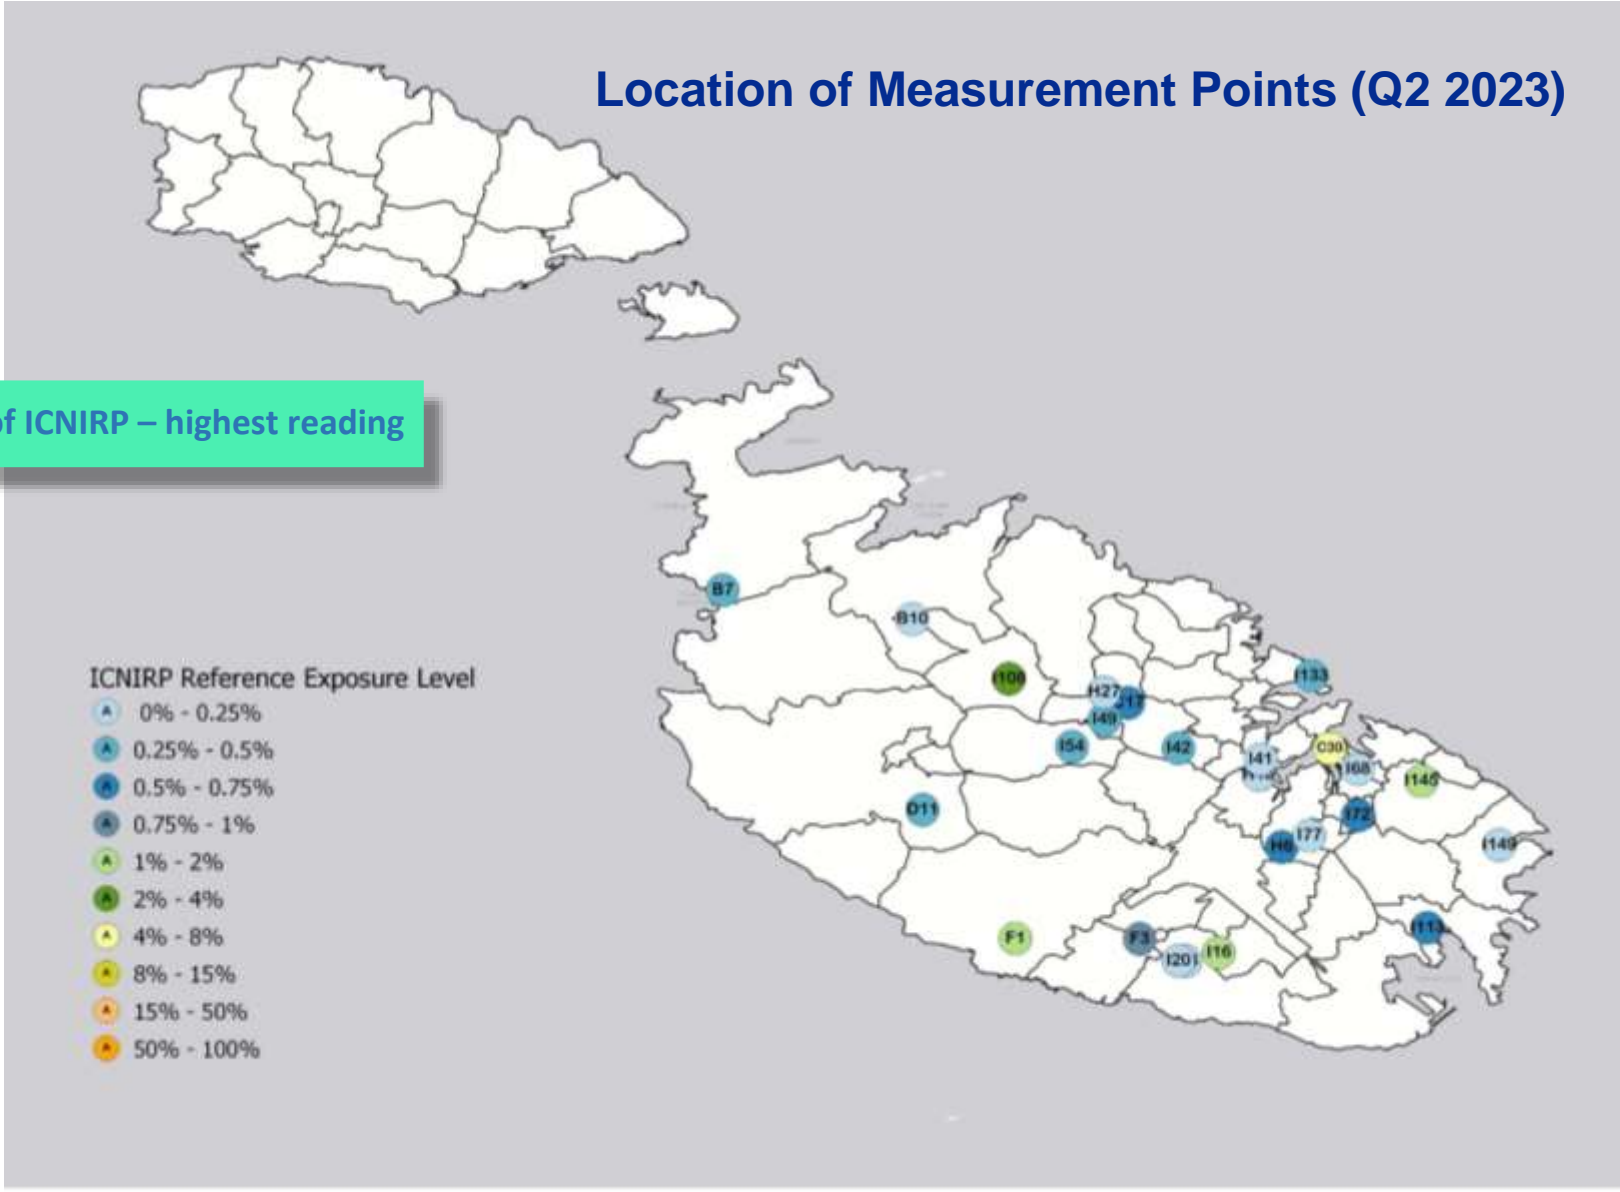 Location of Measurement Points (Q2 2023)
of ICNIRP – highest reading
B7
B10
I106
I133
H27
I49
I54
I42
I41
C30
I68
I145
D11
I72
I77
H6
I149
F1
F3
I201
I16
I113
ICNIRP Reference Exposure Level
A 0% - 0.25%
A 0.25% - 0.5%
A 0.5% - 0.75%
A 0.75% - 1%
A 1% - 2%
A 2% - 4%
A 4% - 8%
A 8% - 15%
A 15% - 50%
A 50% - 100%